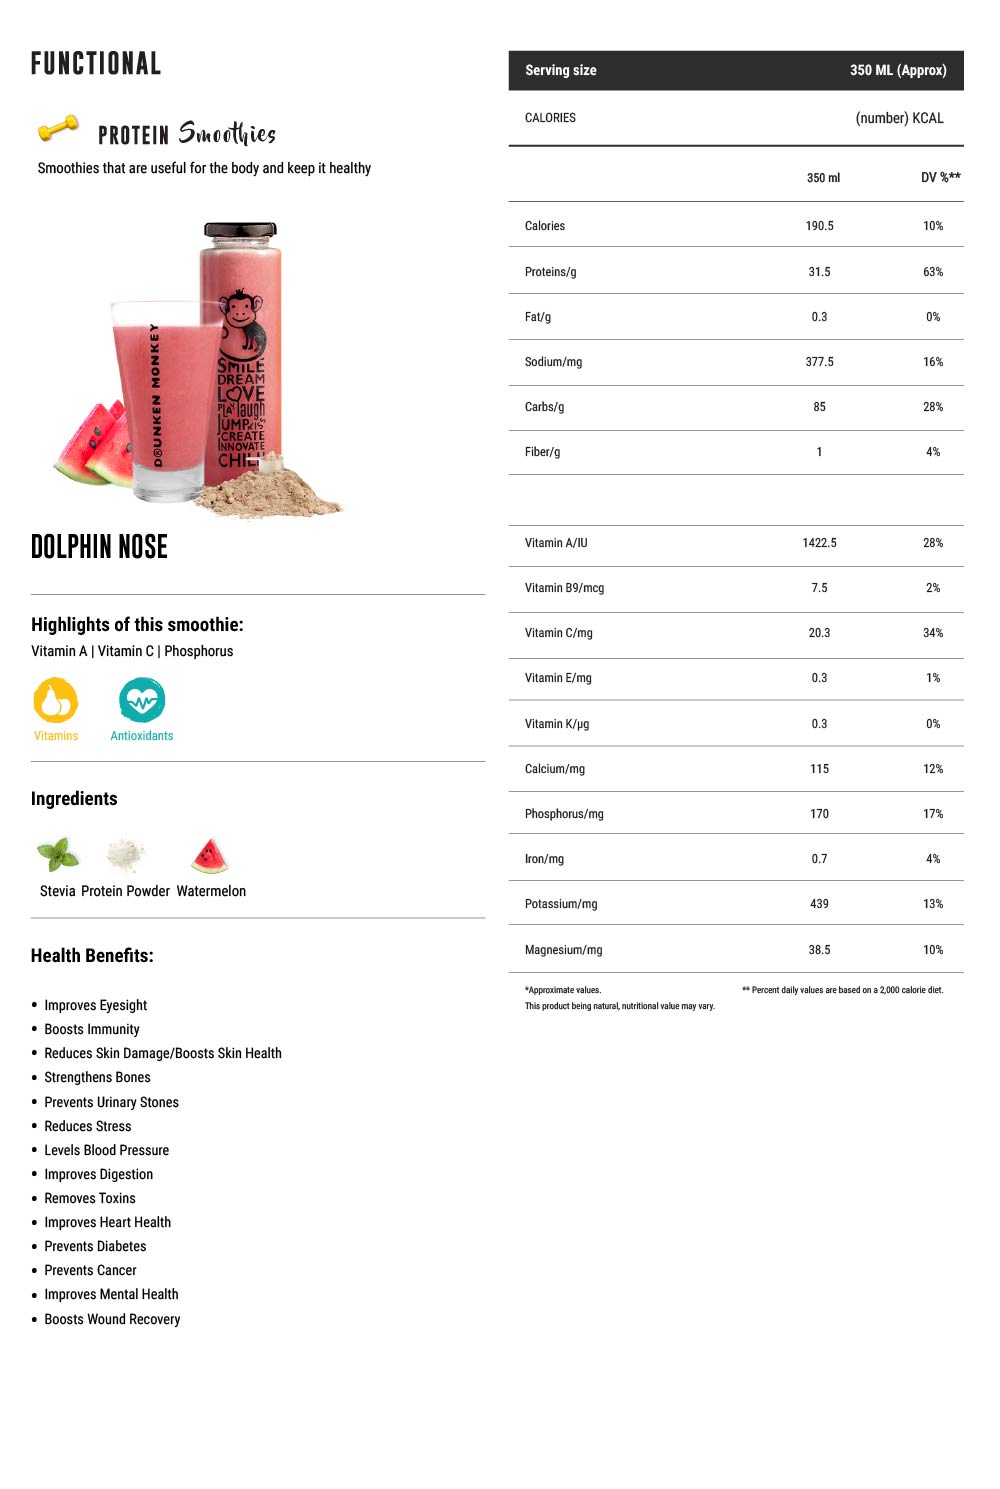 FUNCTIONAL
PROTEIN Smoothies
Smoothies that are useful for the body and keep it healthy
DRUNKEN MONKEY
SMILE
DREAM
LOVE
PLAY laugh
JUMP KISS
CREATE
INNOVATE
CHILL
DOLPHIN NOSE
Highlights of this smoothie:
Vitamin A | Vitamin C | Phosphorus
Vitamins Antioxidants
Ingredients
Stevia Protein Powder Watermelon
Health Benefits:
• Improves Eyesight
• Boosts Immunity
• Reduces Skin Damage/Boosts Skin Health
• Strengthens Bones
• Prevents Urinary Stones
• Reduces Stress
• Levels Blood Pressure
• Improves Digestion
• Removes Toxins
• Improves Heart Health
• Prevents Diabetes
• Prevents Cancer
• Improves Mental Health
• Boosts Wound Recovery
Serving size 350 ML (Approx)
CALORIES (number) KCAL
350 ml DV %**
Calories 190.5 10%
Proteins/g 31.5 63%
Fat/g 0.3 0%
Sodium/mg 377.5 16%
Carbs/g 85 28%
Fiber/g 1 4%
Vitamin A/IU 1422.5 28%
Vitamin B9/mcg 7.5 2%
Vitamin C/mg 20.3 34%
Vitamin E/mg 0.3 1%
Vitamin K/µg 0.3 0%
Calcium/mg 115 12%
Phosphorus/mg 170 17%
Iron/mg 0.7 4%
Potassium/mg 439 13%
Magnesium/mg 38.5 10%
*Approximate values. ** Percent daily values are based on a 2,000 calorie diet.
This product being natural, nutritional value may vary.